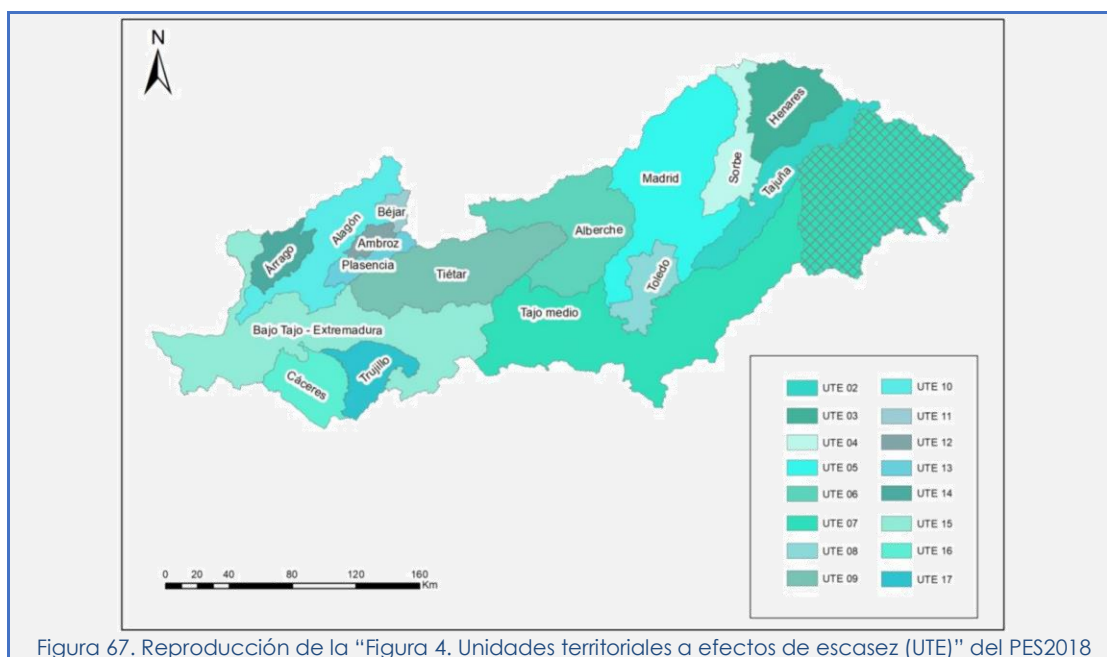 N
Henares
Sorbe
Tajuña
Madrid
Béjar
Alagón
Ambroz
Árrago
Plasencia
Alberche
Tiétar
Toledo
Tajo medio
Bajo Tajo - Extremadura
Trujillo
Cáceres
UTE 02
UTE 03
UTE 04
UTE 05
UTE 06
UTE 07
UTE 08
UTE 09
UTE 10
UTE 11
UTE 12
UTE 13
UTE 14
UTE 15
UTE 16
UTE 17
0 20 40 80 120 160
Km
Figura 67. Reproducción de la “Figura 4. Unidades territoriales a efectos de escasez (UTE)” del PES2018